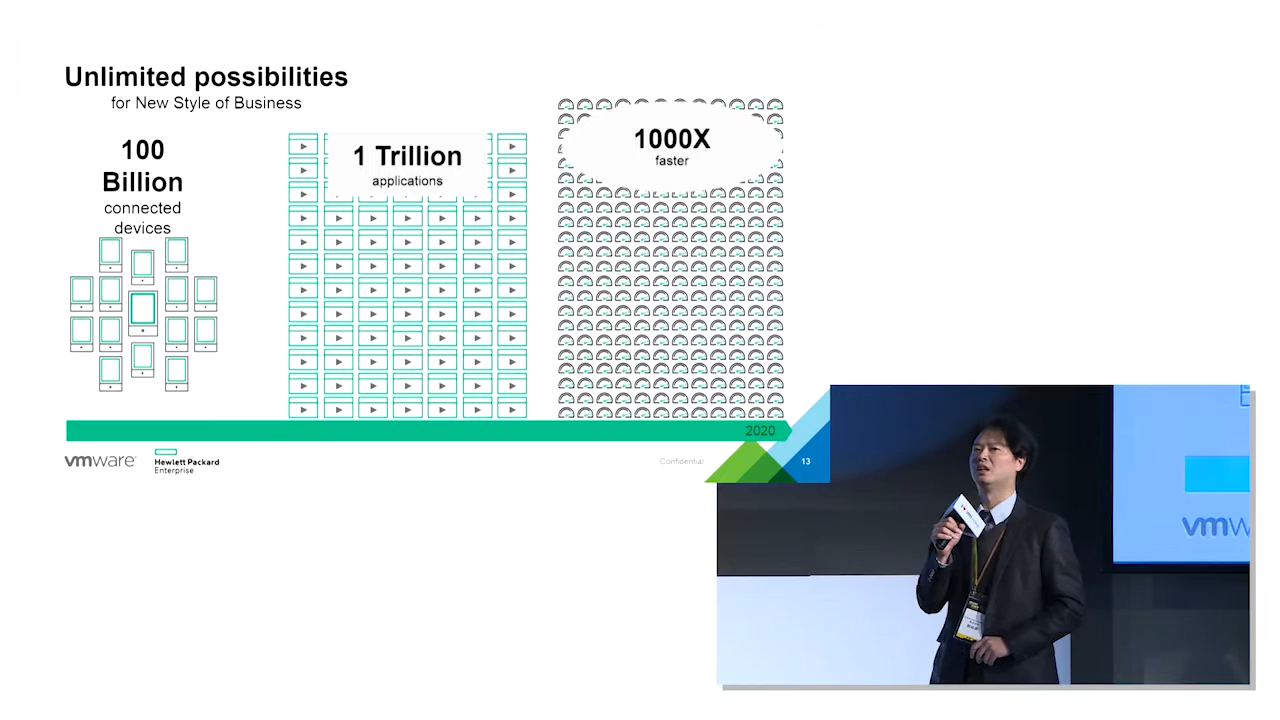 Unlimited possibilities
for New Style of Business
100
Billion
connected
devices
1 Trillion
applications
1000X
faster
2020
vmware
Hewlett Packard
Enterprise
Confidential
13
vmw